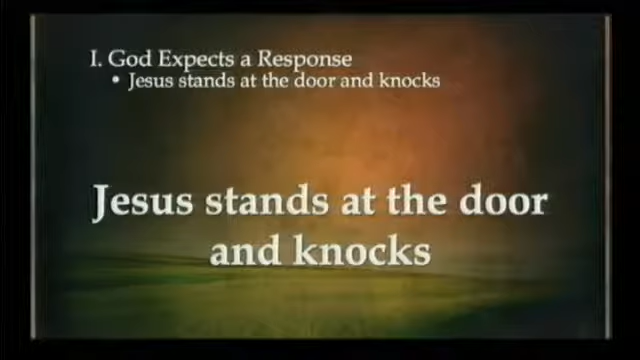 I. God Expects a Response
• Jesus stands at the door and knocks
Jesus stands at the door
and knocks